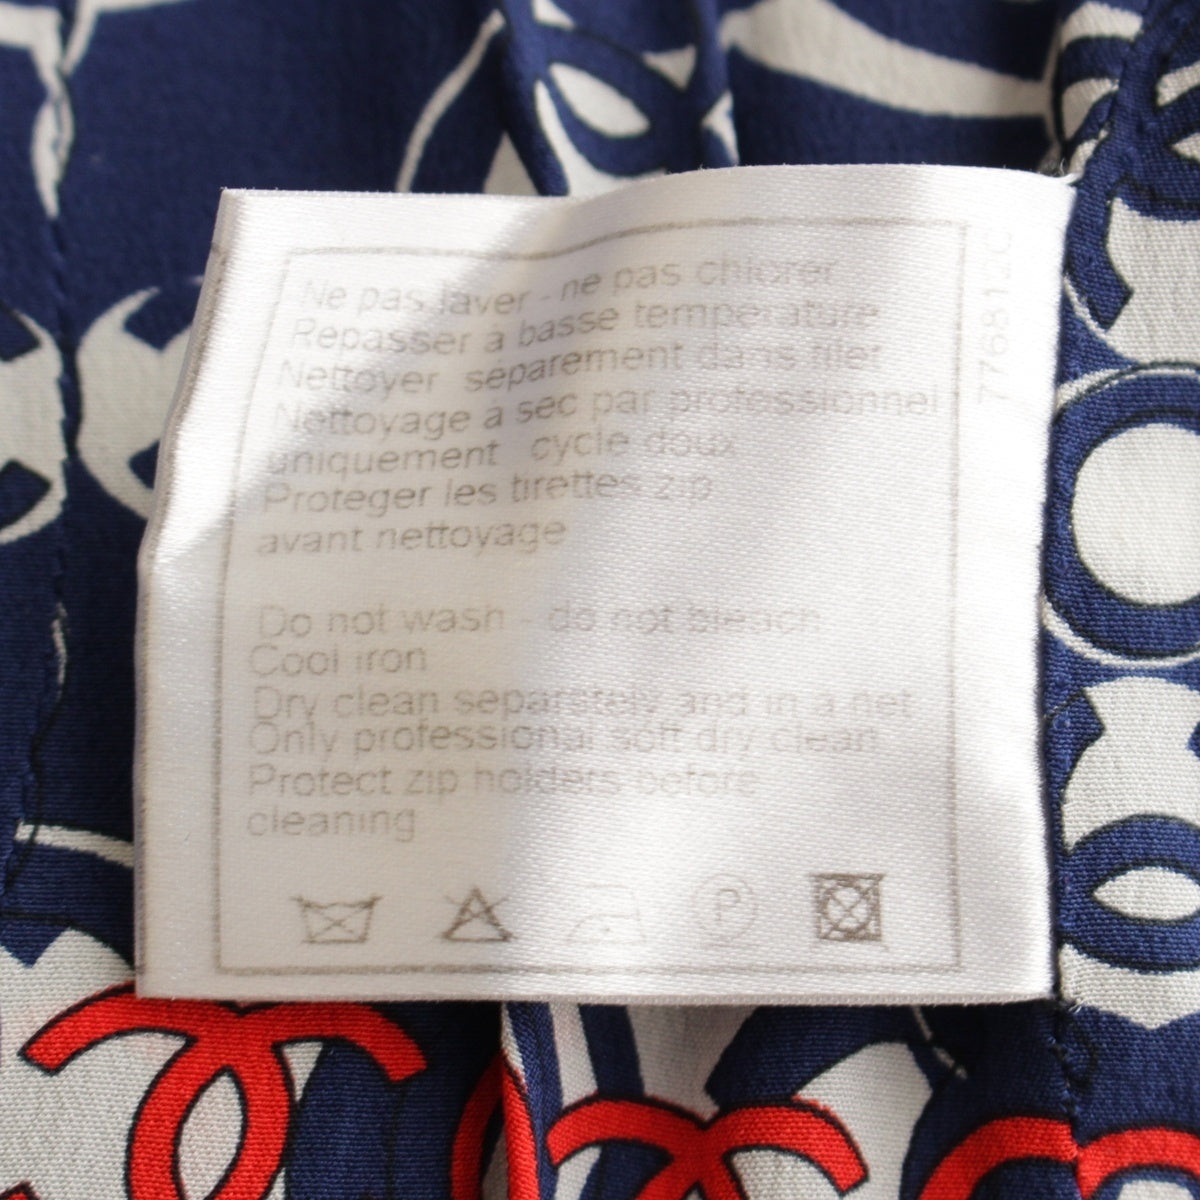 Ne pas laver - ne pas chlorer
Repasser à basse température
Nettoyer séparement dans filet
Nettoyage à sec par professionnel
uniquement cycle doux
Proteger les tirettes zip
avant nettoyage
Do not wash - do not bleach
Cool iron
Dry clean separately and in a net
Only professional soft dry clean
Protect zip holders before
cleaning
P
776812C